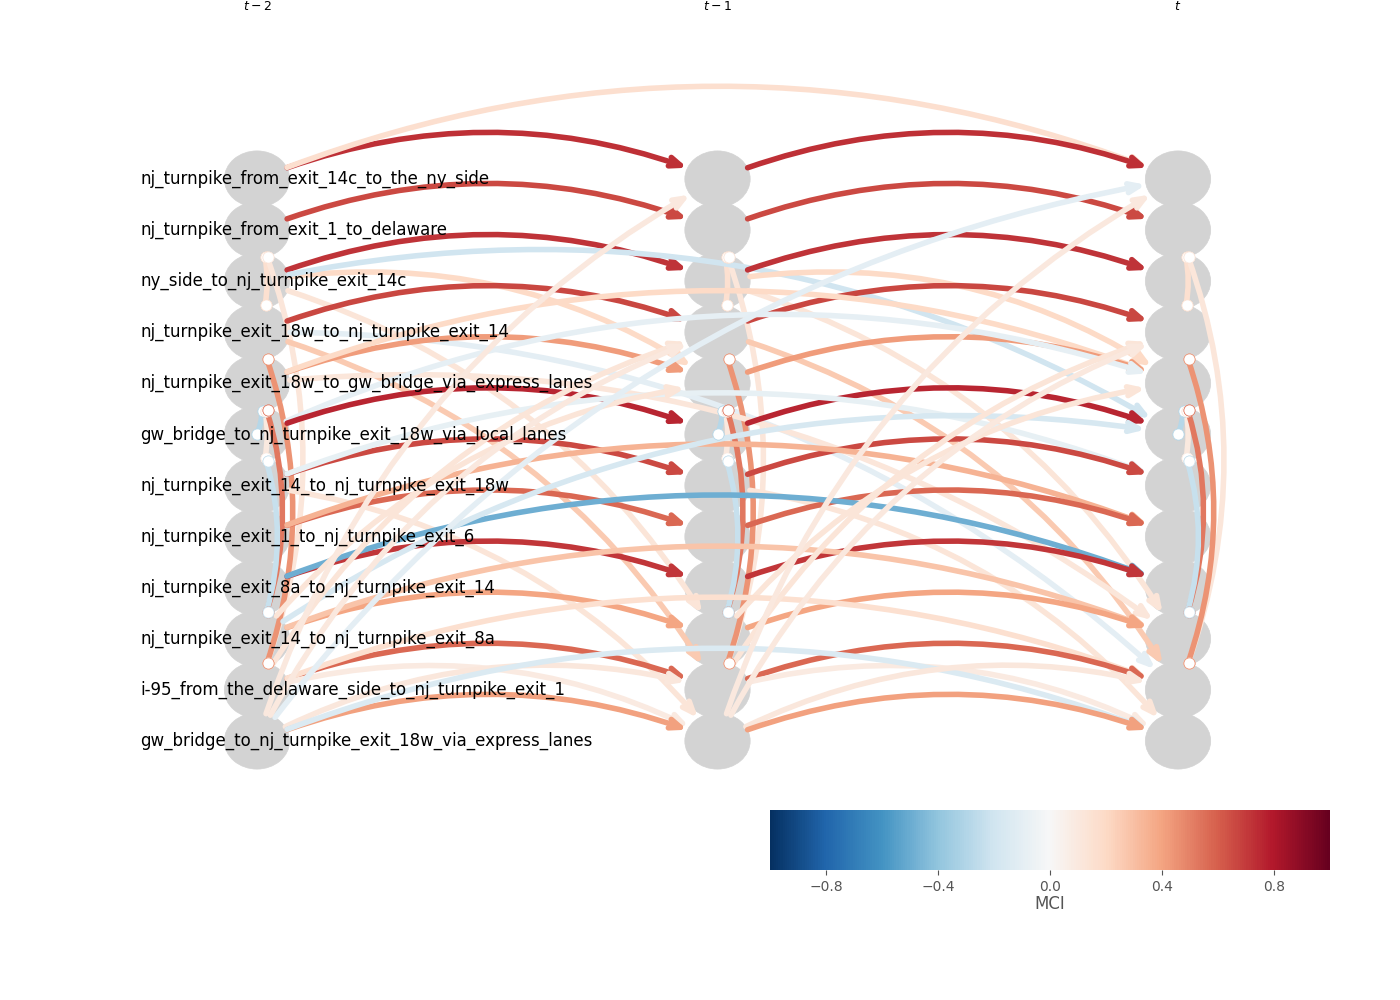 t − 2 t − 1 t
nj_turnpike_from_exit_14c_to_the_ny_side
nj_turnpike_from_exit_1_to_delaware
ny_side_to_nj_turnpike_exit_14c
nj_turnpike_exit_18w_to_nj_turnpike_exit_14
nj_turnpike_exit_18w_to_gw_bridge_via_express_lanes
gw_bridge_to_nj_turnpike_exit_18w_via_local_lanes
nj_turnpike_exit_14_to_nj_turnpike_exit_18w
nj_turnpike_exit_1_to_nj_turnpike_exit_6
nj_turnpike_exit_8a_to_nj_turnpike_exit_14
nj_turnpike_exit_14_to_nj_turnpike_exit_8a
i-95_from_the_delaware_side_to_nj_turnpike_exit_1
gw_bridge_to_nj_turnpike_exit_18w_via_express_lanes
−0.8 −0.4 0.0 0.4 0.8
MCI